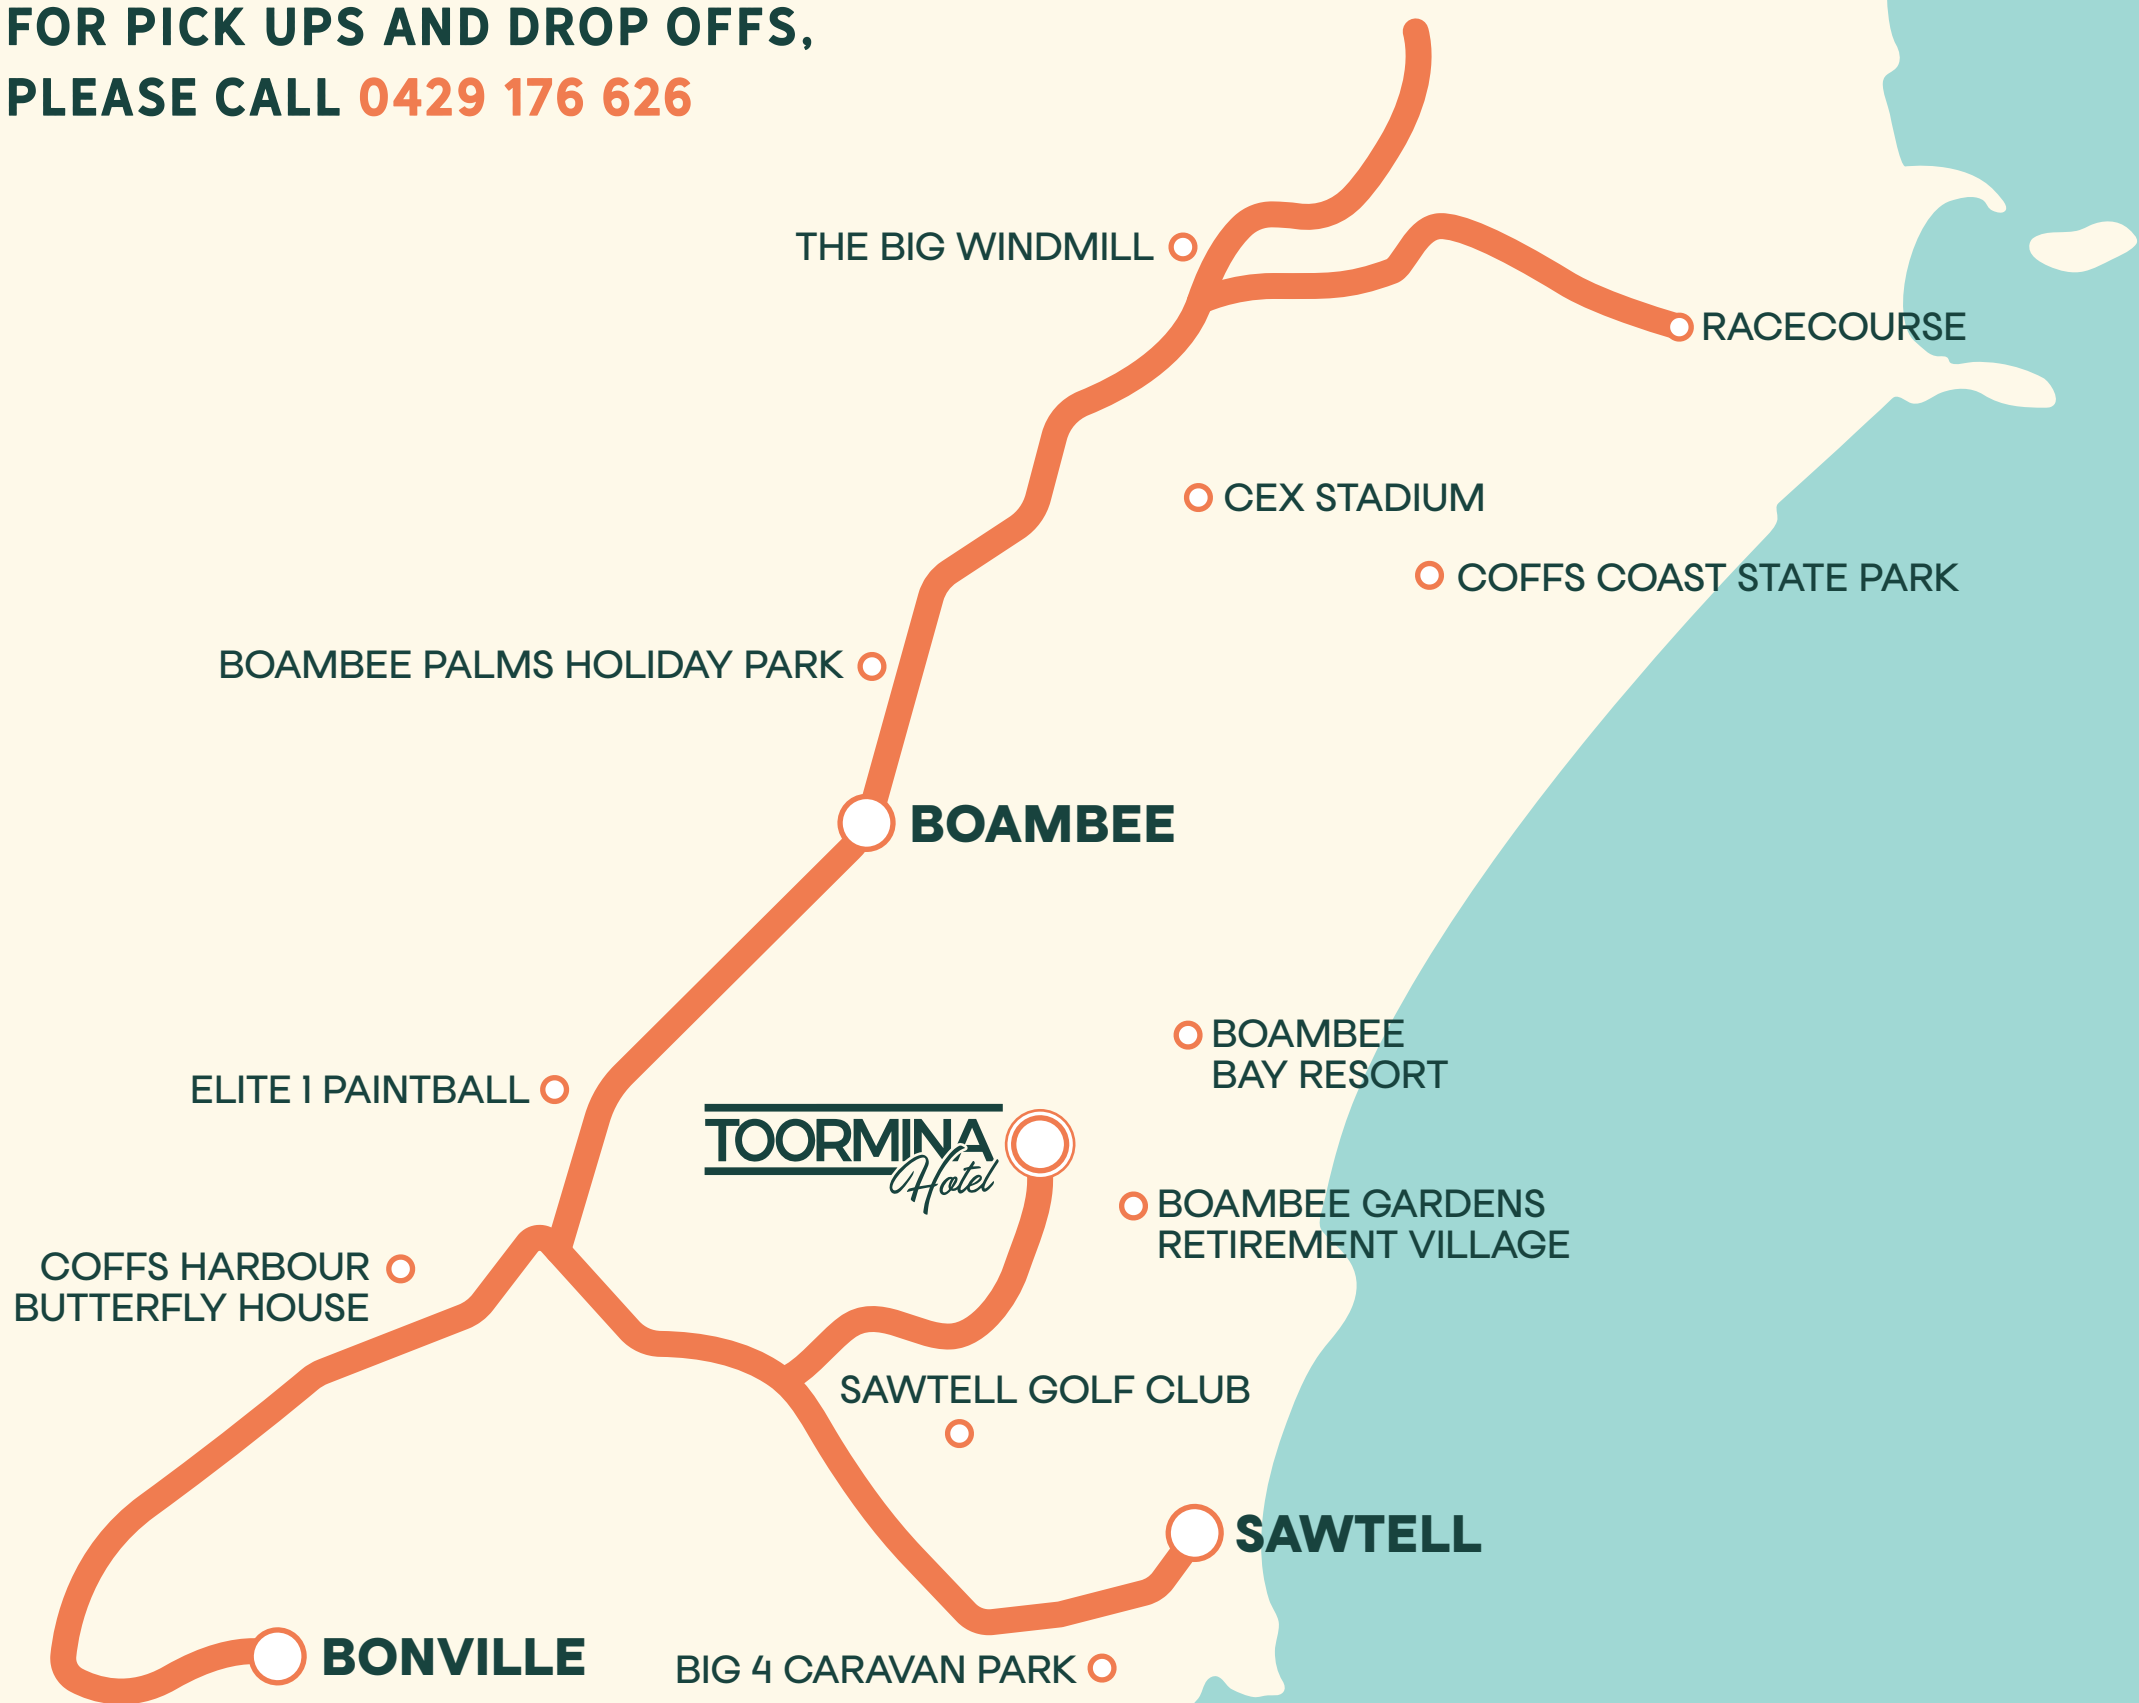 FOR PICK UPS AND DROP OFFS,
PLEASE CALL 0429 176 626
THE BIG WINDMILL
RACECOURSE
CEX STADIUM
COFFS COAST STATE PARK
BOAMBEE PALMS HOLIDAY PARK
BOAMBEE
BOAMBEE
BAY RESORT
ELITE 1 PAINTBALL
TOORMINA
Hotel
BOAMBEE GARDENS
RETIREMENT VILLAGE
COFFS HARBOUR
BUTTERFLY HOUSE
SAWTELL GOLF CLUB
SAWTELL
BONVILLE
BIG 4 CARAVAN PARK